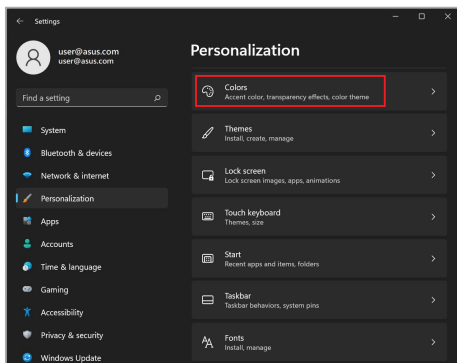 Settings
user@asus.com
user@asus.com
Find a setting
System
Bluetooth & devices
Network & internet
Personalization
Apps
Accounts
Time & language
Gaming
Accessibility
Privacy & security
Windows Update
Personalization
Colors
Accent color, transparency effects, color theme
Themes
Install, create, manage
Lock screen
Lock screen images, apps, animations
Touch keyboard
Themes, size
Start
Recent apps and items, folders
Taskbar
Taskbar behaviors, system pins
Fonts
Install, manage